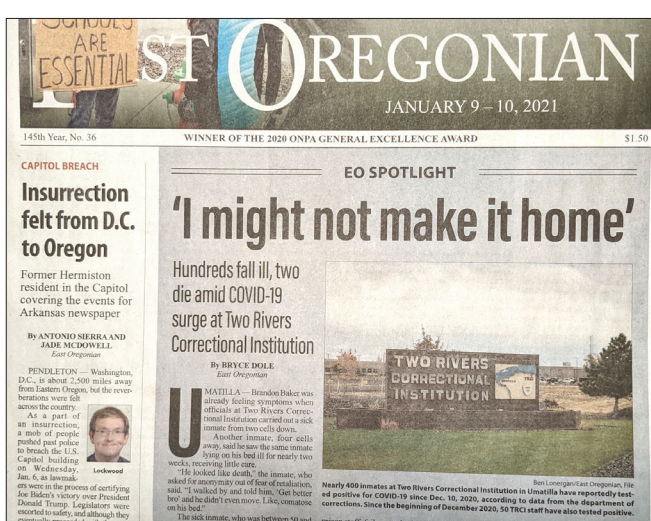 SCHOOLS
ARE
ESSENTIAL
ST OREGONIAN
JANUARY 9 – 10, 2021
145th Year, No. 36
WINNER OF THE 2020 ONPA GENERAL EXCELLENCE AWARD
$1.50
CAPITOL BREACH
Insurrection
felt from D.C.
to Oregon
Former Hermiston
resident in the Capitol
covering the events for
Arkansas newspaper
By ANTONIO SIERRA AND
JADE MCDOWELL
East Oregonian
PENDLETON — Washington,
D.C., is about 2,500 miles away
from Eastern Oregon, but the rever-
berations were felt
across the country.
As a part of
an insurrection,
a mob of people
pushed past police
to breach the U.S.
Capitol building
on Wednesday,
Jan. 6, as lawmak-
ers were in the process of certifying
Joe Biden's victory over President
Donald Trump. Legislators were
escorted to safety, and although they
Lockwood
EO SPOTLIGHT
'I might not make it home'
Hundreds fall ill, two
die amid COVID-19
surge at Two Rivers
Correctional Institution
By BRYCE DOLE
East Oregonian
UMATILLA — Brandon Baker was
already feeling symptoms when
officials at Two Rivers Correc-
tional Institution carried out a sick
inmate from two cells down.
Another inmate, four cells
away, said he saw the same inmate
lying on his bed ill for nearly two
weeks, receiving little care.
"He looked like death," the inmate, who
asked for anonymity out of fear of retaliation,
said. "I walked by and told him, 'Get better
bro' and he didn't even move. Like, comatose
on his bed."
The sick inmate, who was between 50 and
TWO RIVERS
CORRECTIONAL
INSTITUTION
Ben Lonergan/East Oregonian, File
Nearly 400 inmates at Two Rivers Correctional Institution in Umatilla have reportedly test-
ed positive for COVID-19 since Dec. 10, 2020, according to data from the department of
corrections. Since the beginning of December 2020, 50 TRCI staff have also tested positive.